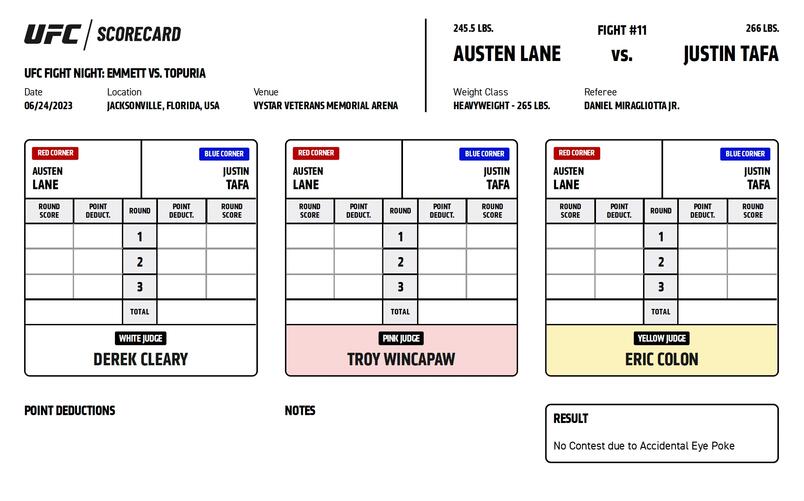 UFC SCORECARD
UFC FIGHT NIGHT: EMMETT VS. TOPURIA
Date Location Venue
06/24/2023 JACKSONVILLE, FLORIDA, USA VYSTAR VETERANS MEMORIAL ARENA
245.5 LBS. FIGHT #11 266 LBS.
AUSTEN LANE VS. JUSTIN TAFA
Weight Class Referee
HEAVYWEIGHT - 265 LBS. DANIEL MIRAGLIOTTA JR.
RED CORNER BLUE CORNER
AUSTEN JUSTIN
LANE TAFA
ROUND POINT ROUND POINT ROUND
SCORE DEDUCT. DEDUCT. SCORE
1
2
3
TOTAL
WHITE JUDGE
DEREK CLEARY
RED CORNER BLUE CORNER
AUSTEN JUSTIN
LANE TAFA
ROUND POINT ROUND POINT ROUND
SCORE DEDUCT. DEDUCT. SCORE
1
2
3
TOTAL
PINK JUDGE
TROY WINCAPAW
RED CORNER BLUE CORNER
AUSTEN JUSTIN
LANE TAFA
ROUND POINT ROUND POINT ROUND
SCORE DEDUCT. DEDUCT. SCORE
1
2
3
TOTAL
YELLOW JUDGE
ERIC COLON
POINT DEDUCTIONS
NOTES
RESULT
No Contest due to Accidental Eye Poke